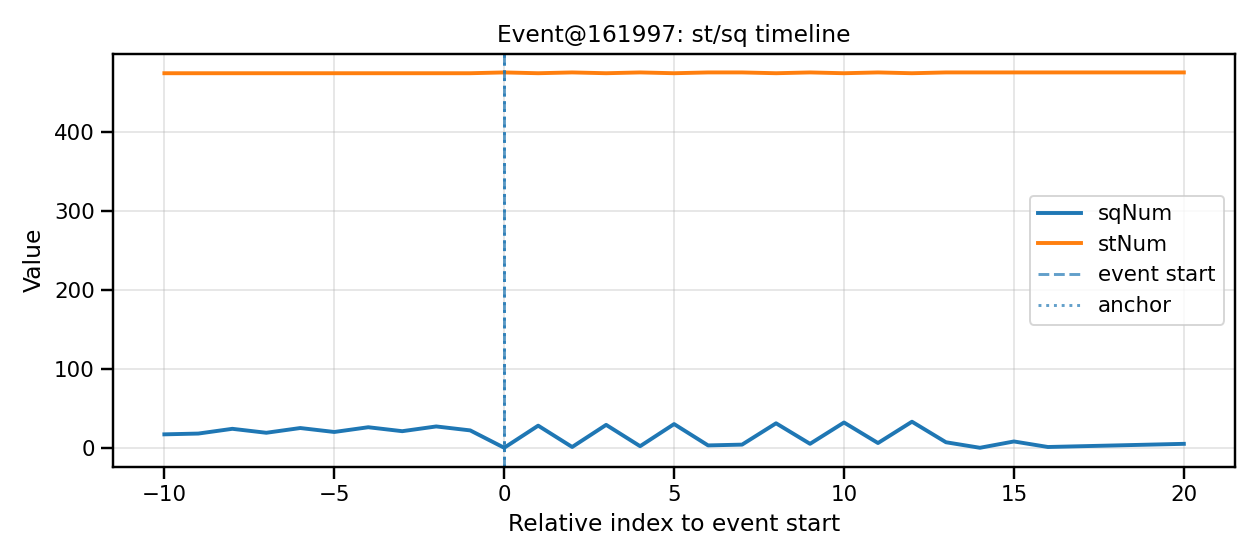 Event@161997: st/sq timeline
Value
400
300
200
100
0
sqNum
stNum
event start
anchor
−10
−5
0
5
10
15
20
Relative index to event start